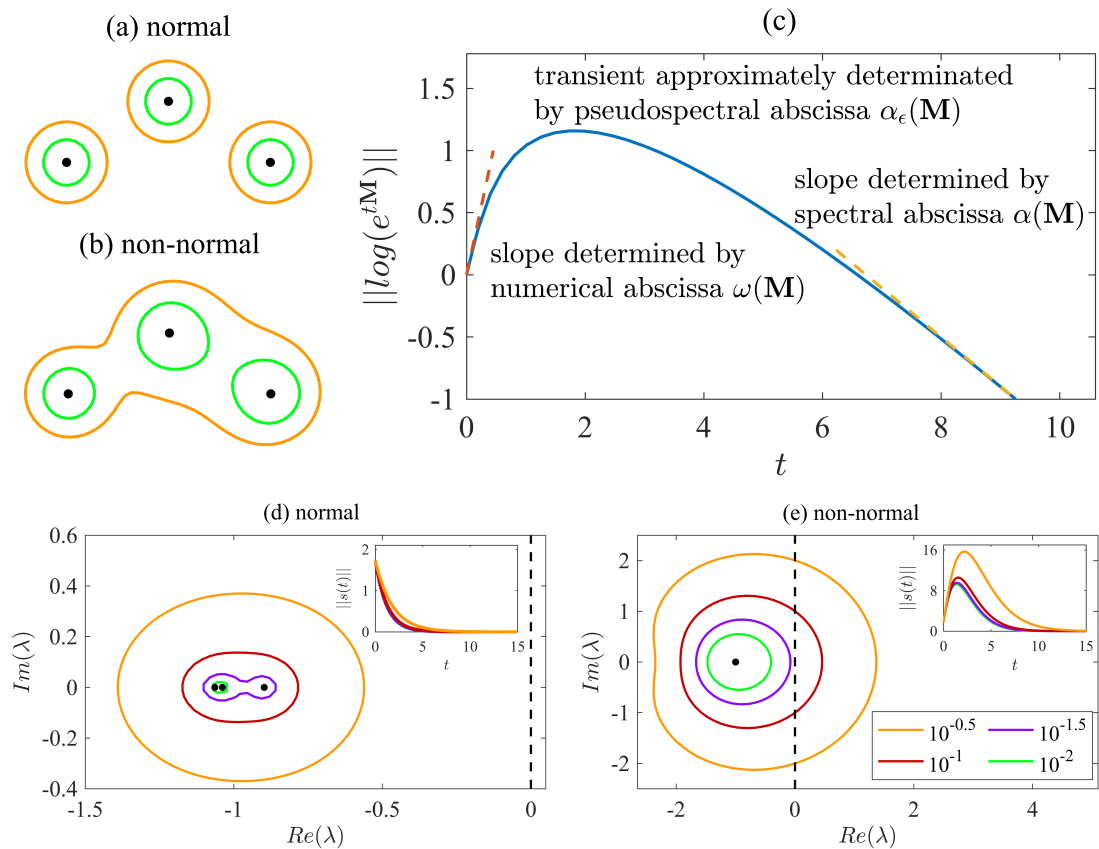 (a) normal
(b) non-normal
(c)
transient approximately determinated
by pseudospectral abscissa α_ϵ(𝐌)
slope determined by
spectral abscissa α(𝐌)
slope determined by
numerical abscissa ω(𝐌)
||log(e^{t𝐌})||
1.5
1
0.5
0
-0.5
-1
0 2 4 6 8 10
t
(d) normal
Im(λ)
0.6
0.4
0.2
0
-0.2
-0.4
-1.5 -1 -0.5 0
Re(λ)
||s(t)||
2
1
0
0 5 10 15
t
(e) non-normal
Im(λ)
2
1
0
-1
-2
-2 0 2 4
Re(λ)
||s(t)||
16
8
0
0 5 10 15
t
10^{-0.5} 10^{-1.5}
10^{-1} 10^{-2}